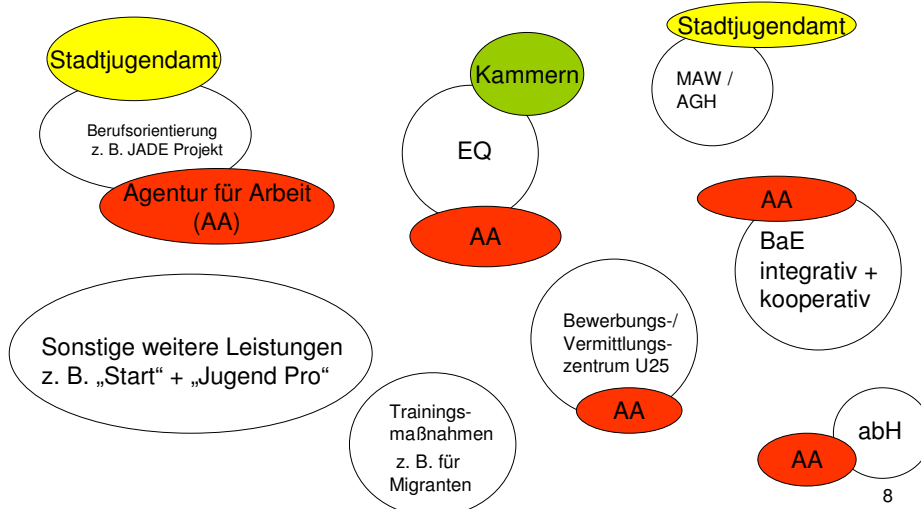 Stadtjugendamt
Berufsorientierung
z. B. JADE Projekt
Agentur für Arbeit
(AA)
Kammern
EQ
AA
Stadtjugendamt
MAW /
AGH
AA
BaE
integrativ +
kooperativ
Sonstige weitere Leistungen
z. B. „Start“ + „Jugend Pro“
Bewerbungs-/
Vermittlungs-
zentrum U25
AA
Trainings-
maßnahmen
z. B. für
Migranten
abH
AA
8